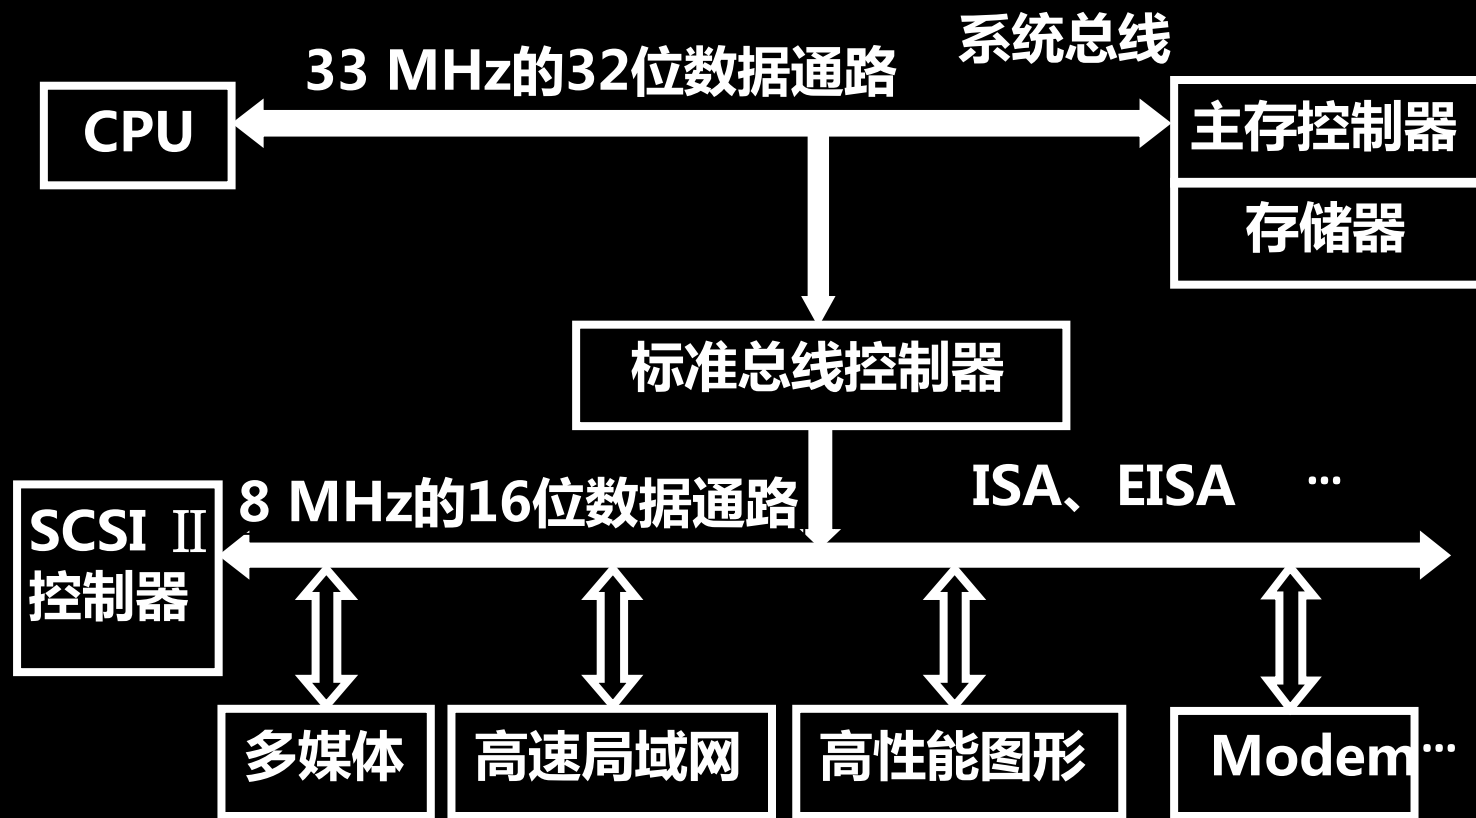 系统总线
33 MHz的32位数据通路
CPU
主存控制器
存储器
标准总线控制器
ISA、EISA …
8 MHz的16位数据通路
SCSI Ⅱ
控制器
多媒体
高速局域网
高性能图形
Modem…